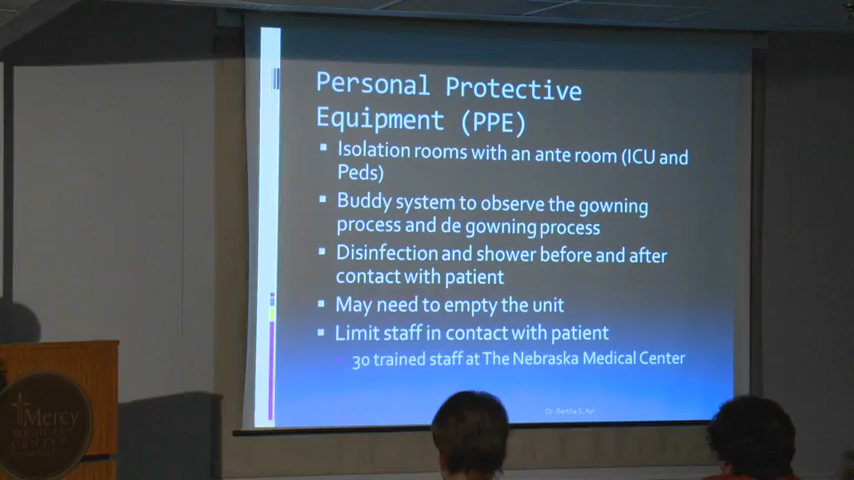 Personal Protective
Equipment (PPE)
Isolation rooms with an ante room (ICU and
Peds)
Buddy system to observe the gowning
process and de gowning process
Disinfection and shower before and after
contact with patient
May need to empty the unit
Limit staff in contact with patient
30 trained staff at The Nebraska Medical Center
Dr. Bertha S. Ayi
Mercy
MEDICAL
CENTER